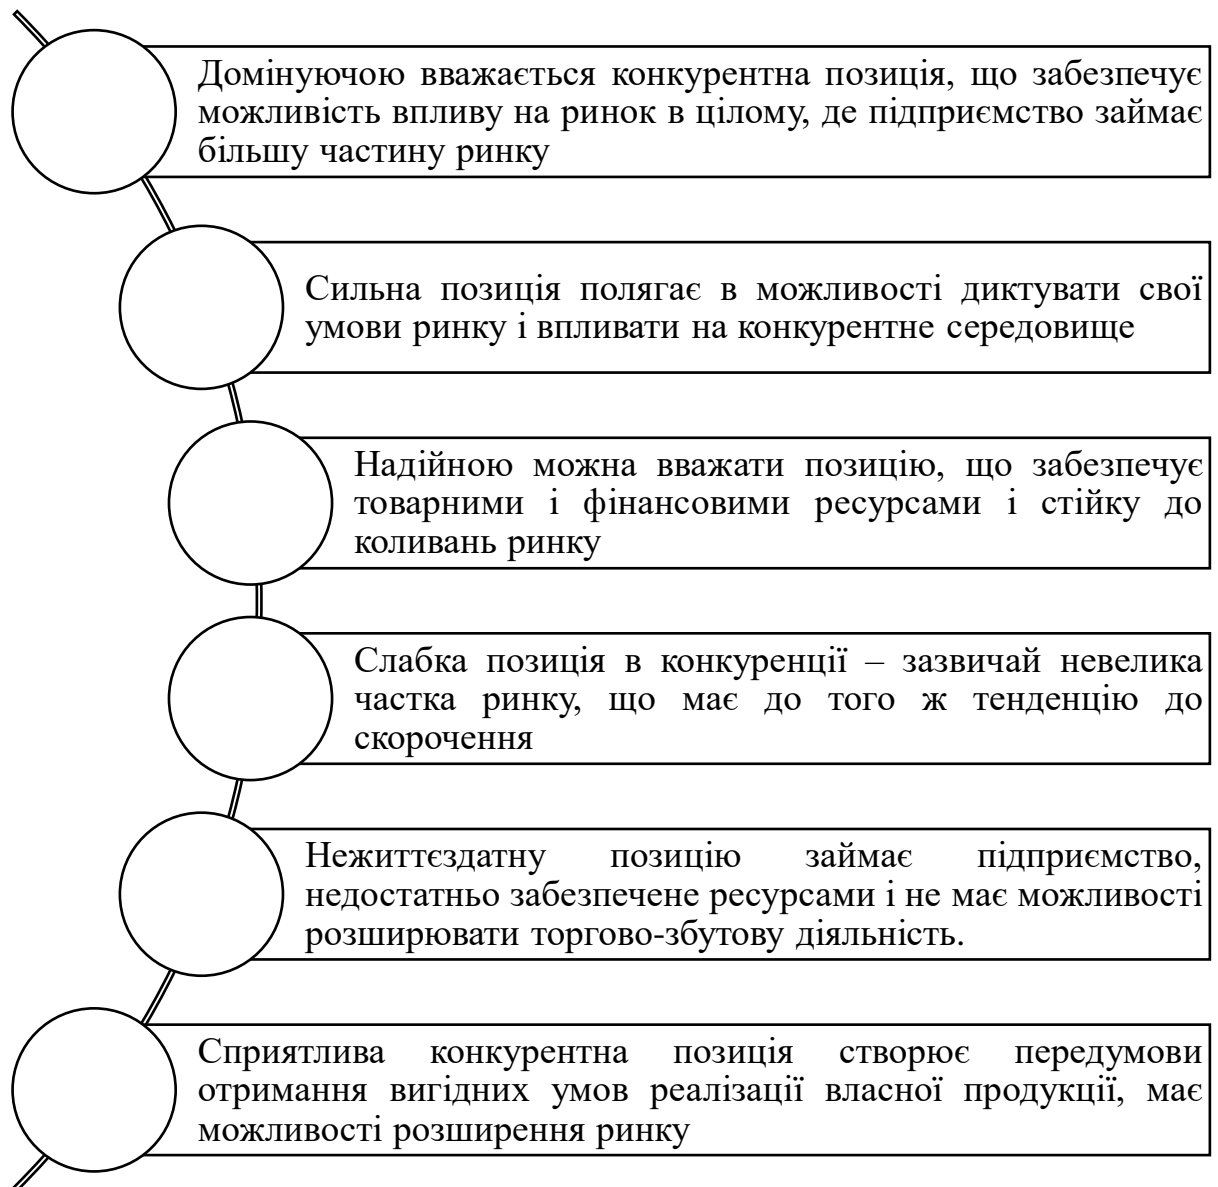 Домінуючою вважається конкурентна позиція, що забезпечує
можливість впливу на ринок в цілому, де підприємство займає
більшу частину ринку
Сильна позиція полягає в можливості диктувати свої
умови ринку і впливати на конкурентне середовище
Надійною можна вважати позицію, що забезпечує
товарними і фінансовими ресурсами і стійку до
коливань ринку
Слабка позиція в конкуренції – зазвичай невелика
частка ринку, що має до того ж тенденцію до
скорочення
Нежиттєздатну позицію займає підприємство,
недостатньо забезпечене ресурсами і не має можливості
розширювати торгово-збутову діяльність.
Сприятлива конкурентна позиція створює передумови
отримання вигідних умов реалізації власної продукції, має
можливості розширення ринку